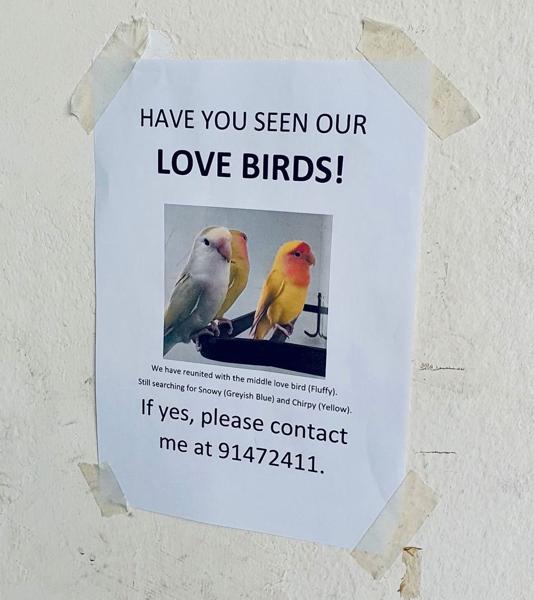 HAVE YOU SEEN OUR
LOVE BIRDS!
We have reunited with the middle love bird (Fluffy).
Still searching for Snowy (Greyish Blue) and Chirpy (Yellow).
If yes, please contact
me at 91472411.